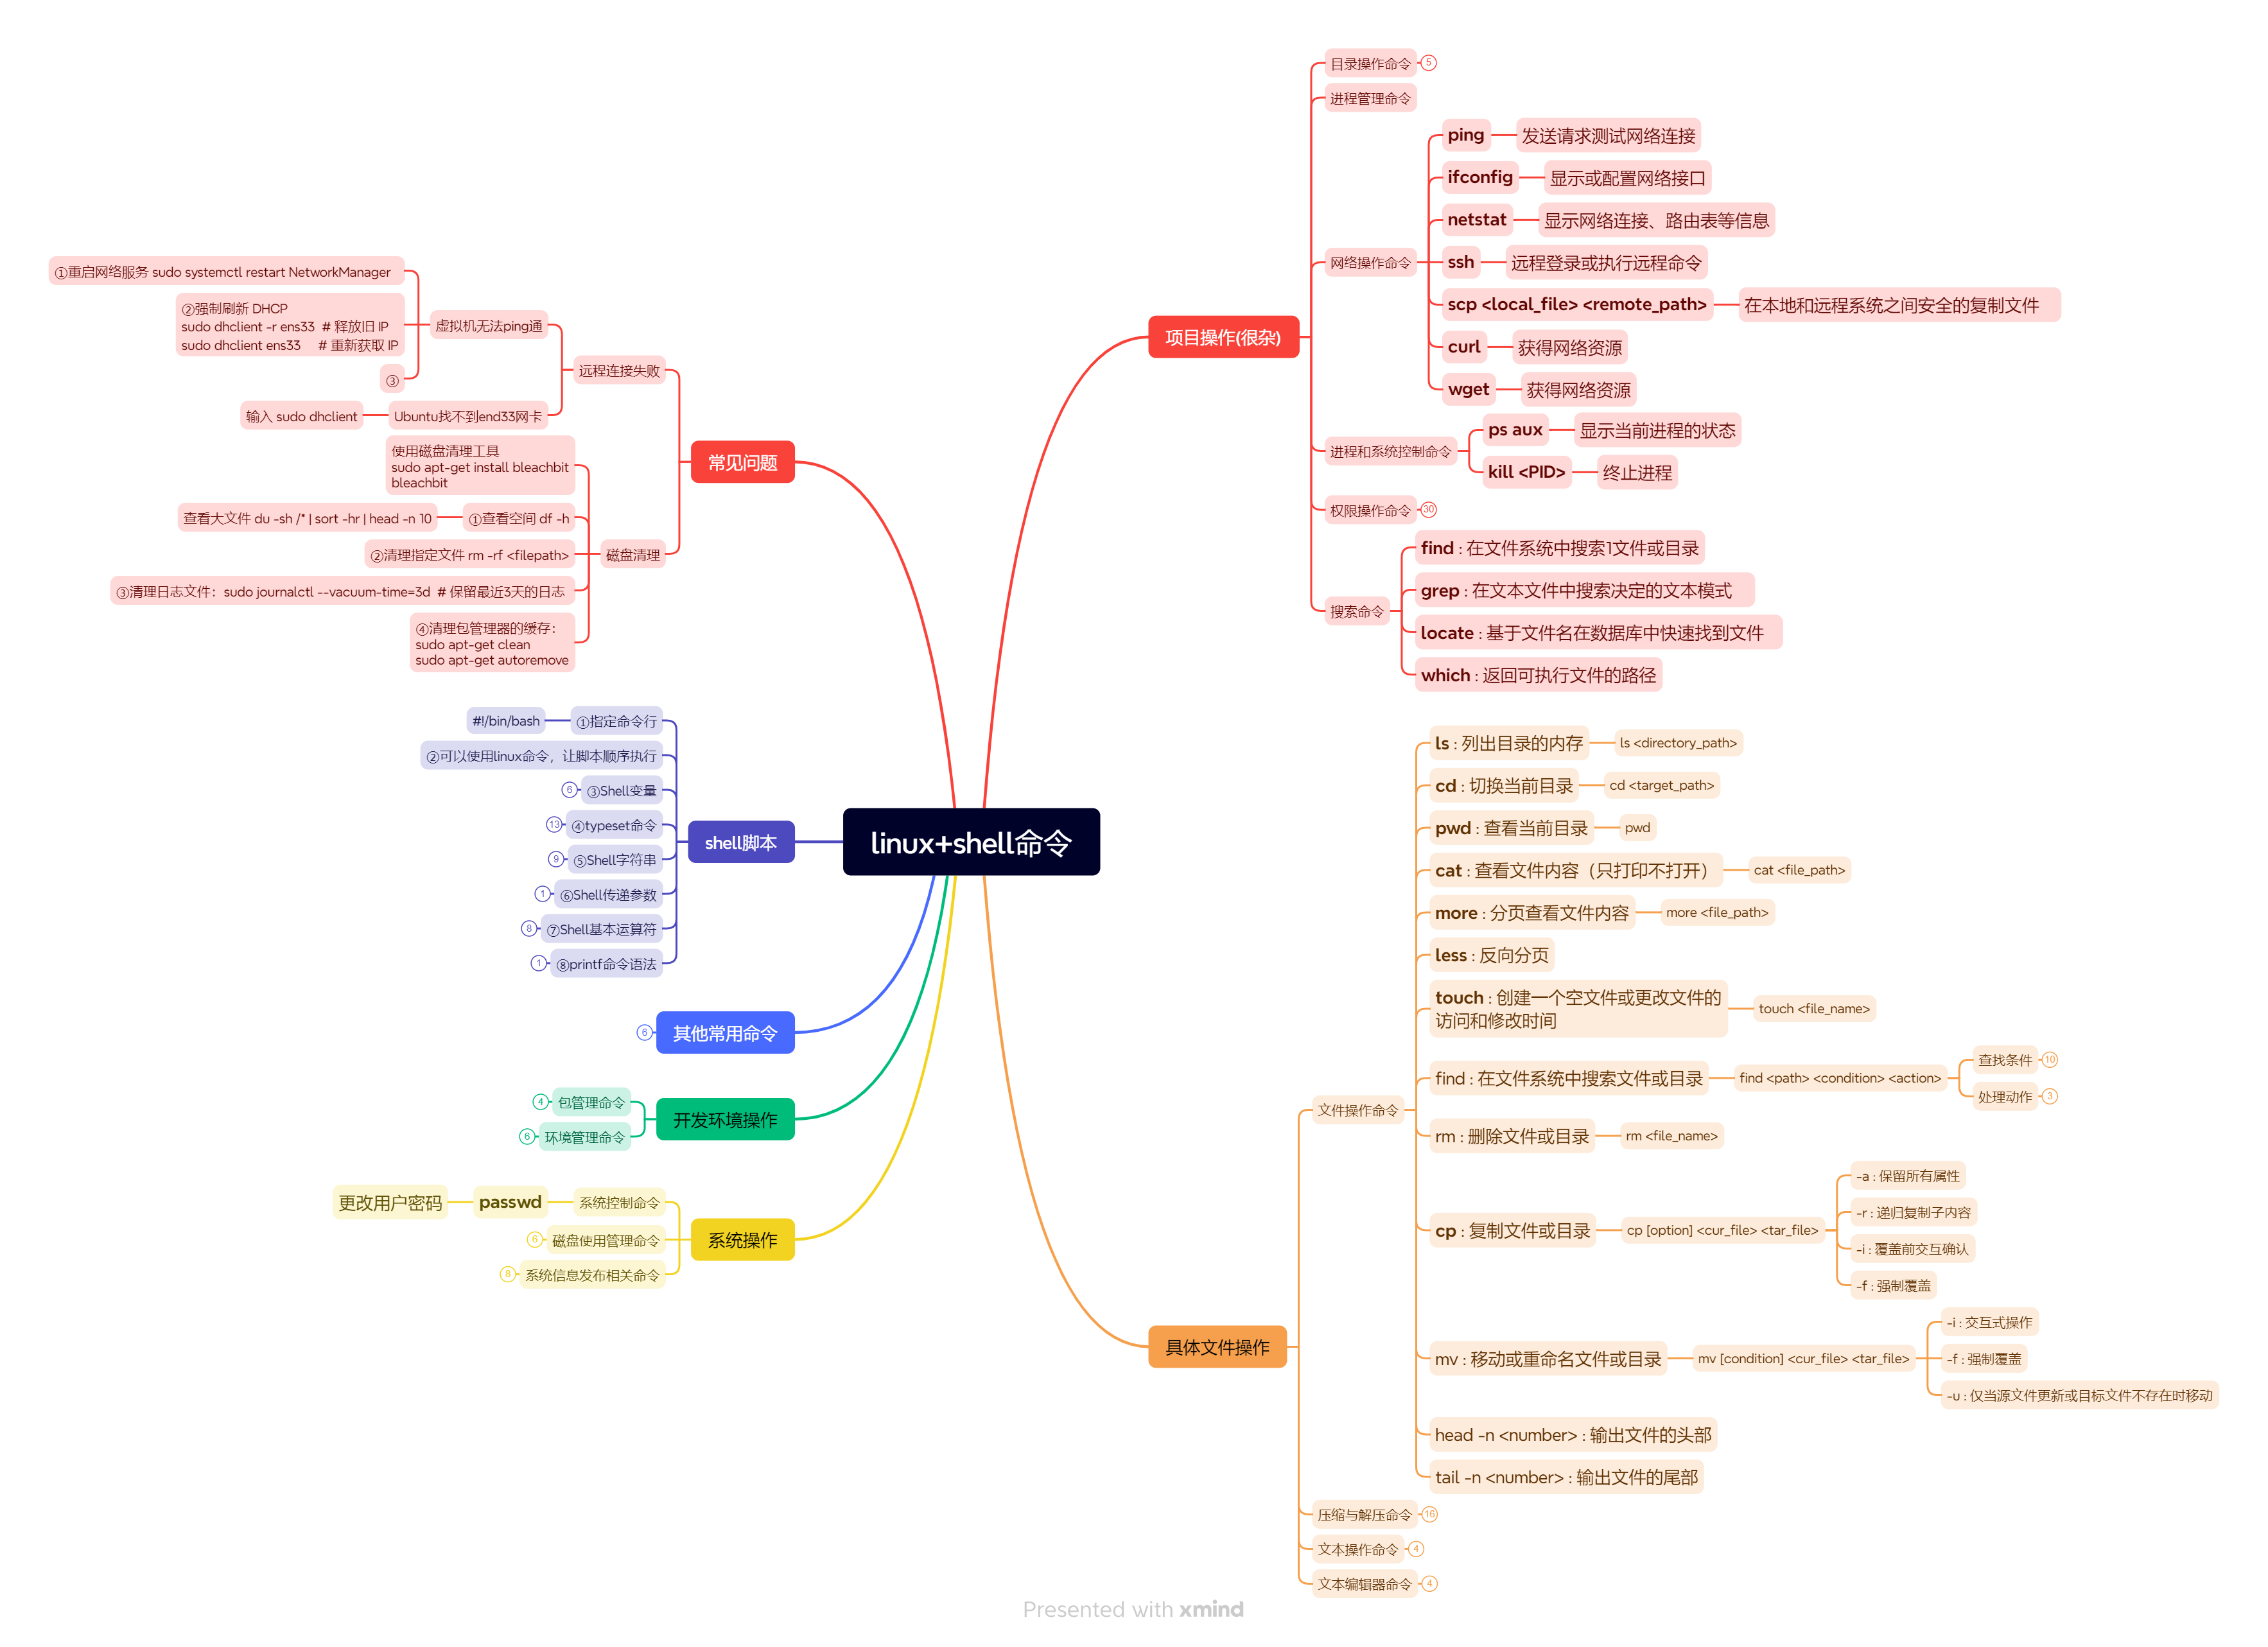 linux+shell命令
项目操作(很杂)
目录操作命令
5
进程管理命令
网络操作命令
ping
发送请求测试网络连接
ifconfig
显示或配置网络接口
netstat
显示网络连接、路由表等信息
ssh
远程登录或执行远程命令
scp <local_file> <remote_path>
在本地和远程系统之间安全的复制文件
curl
获得网络资源
wget
获得网络资源
进程和系统控制命令
ps aux
显示当前进程的状态
kill <PID>
终止进程
权限操作命令
30
搜索命令
find : 在文件系统中搜索1文件或目录
grep : 在文本文件中搜索决定的文本模式
locate : 基于文件名在数据库中快速找到文件
which : 返回可执行文件的路径
具体文件操作
文件操作命令
ls : 列出目录的内存
ls <directory_path>
cd : 切换当前目录
cd <target_path>
pwd : 查看当前目录
pwd
cat : 查看文件内容（只打印不打开）
cat <file_path>
more : 分页查看文件内容
more <file_path>
less : 反向分页
touch : 创建一个空文件或更改文件的
访问和修改时间
touch <file_name>
find : 在文件系统中搜索文件或目录
find <path> <condition> <action>
查找条件
10
处理动作
3
rm : 删除文件或目录
rm <file_name>
cp : 复制文件或目录
cp [option] <cur_file> <tar_file>
-a : 保留所有属性
-r : 递归复制子内容
-i : 覆盖前交互确认
-f : 强制覆盖
mv : 移动或重命名文件或目录
mv [condition] <cur_file> <tar_file>
-i : 交互式操作
-f : 强制覆盖
-u : 仅当源文件更新或目标文件不存在时移动
head -n <number> : 输出文件的头部
tail -n <number> : 输出文件的尾部
压缩与解压命令
16
文本操作命令
4
文本编辑器命令
4
常见问题
远程连接失败
虚拟机无法ping通
①重启网络服务 sudo systemctl restart NetworkManager
②强制刷新 DHCP
sudo dhclient -r ens33 # 释放旧 IP
sudo dhclient ens33 # 重新获取 IP
③
Ubuntu找不到end33网卡
输入 sudo dhclient
磁盘清理
使用磁盘清理工具
sudo apt-get install bleachbit
bleachbit
①查看空间 df -h
查看大文件 du -sh /* | sort -hr | head -n 10
②清理指定文件 rm -rf <filepath>
③清理日志文件：sudo journalctl --vacuum-time=3d # 保留最近3天的日志
④清理包管理器的缓存：
sudo apt-get clean
sudo apt-get autoremove
shell脚本
①指定命令行
#!/bin/bash
②可以使用linux命令，让脚本顺序执行
③Shell变量
6
④typeset命令
13
⑤Shell字符串
9
⑥Shell传递参数
1
⑦Shell基本运算符
8
⑧printf命令语法
1
其他常用命令
6
开发环境操作
包管理命令
4
环境管理命令
6
系统操作
系统控制命令
passwd
更改用户密码
磁盘使用管理命令
6
系统信息发布相关命令
8
Presented with xmind